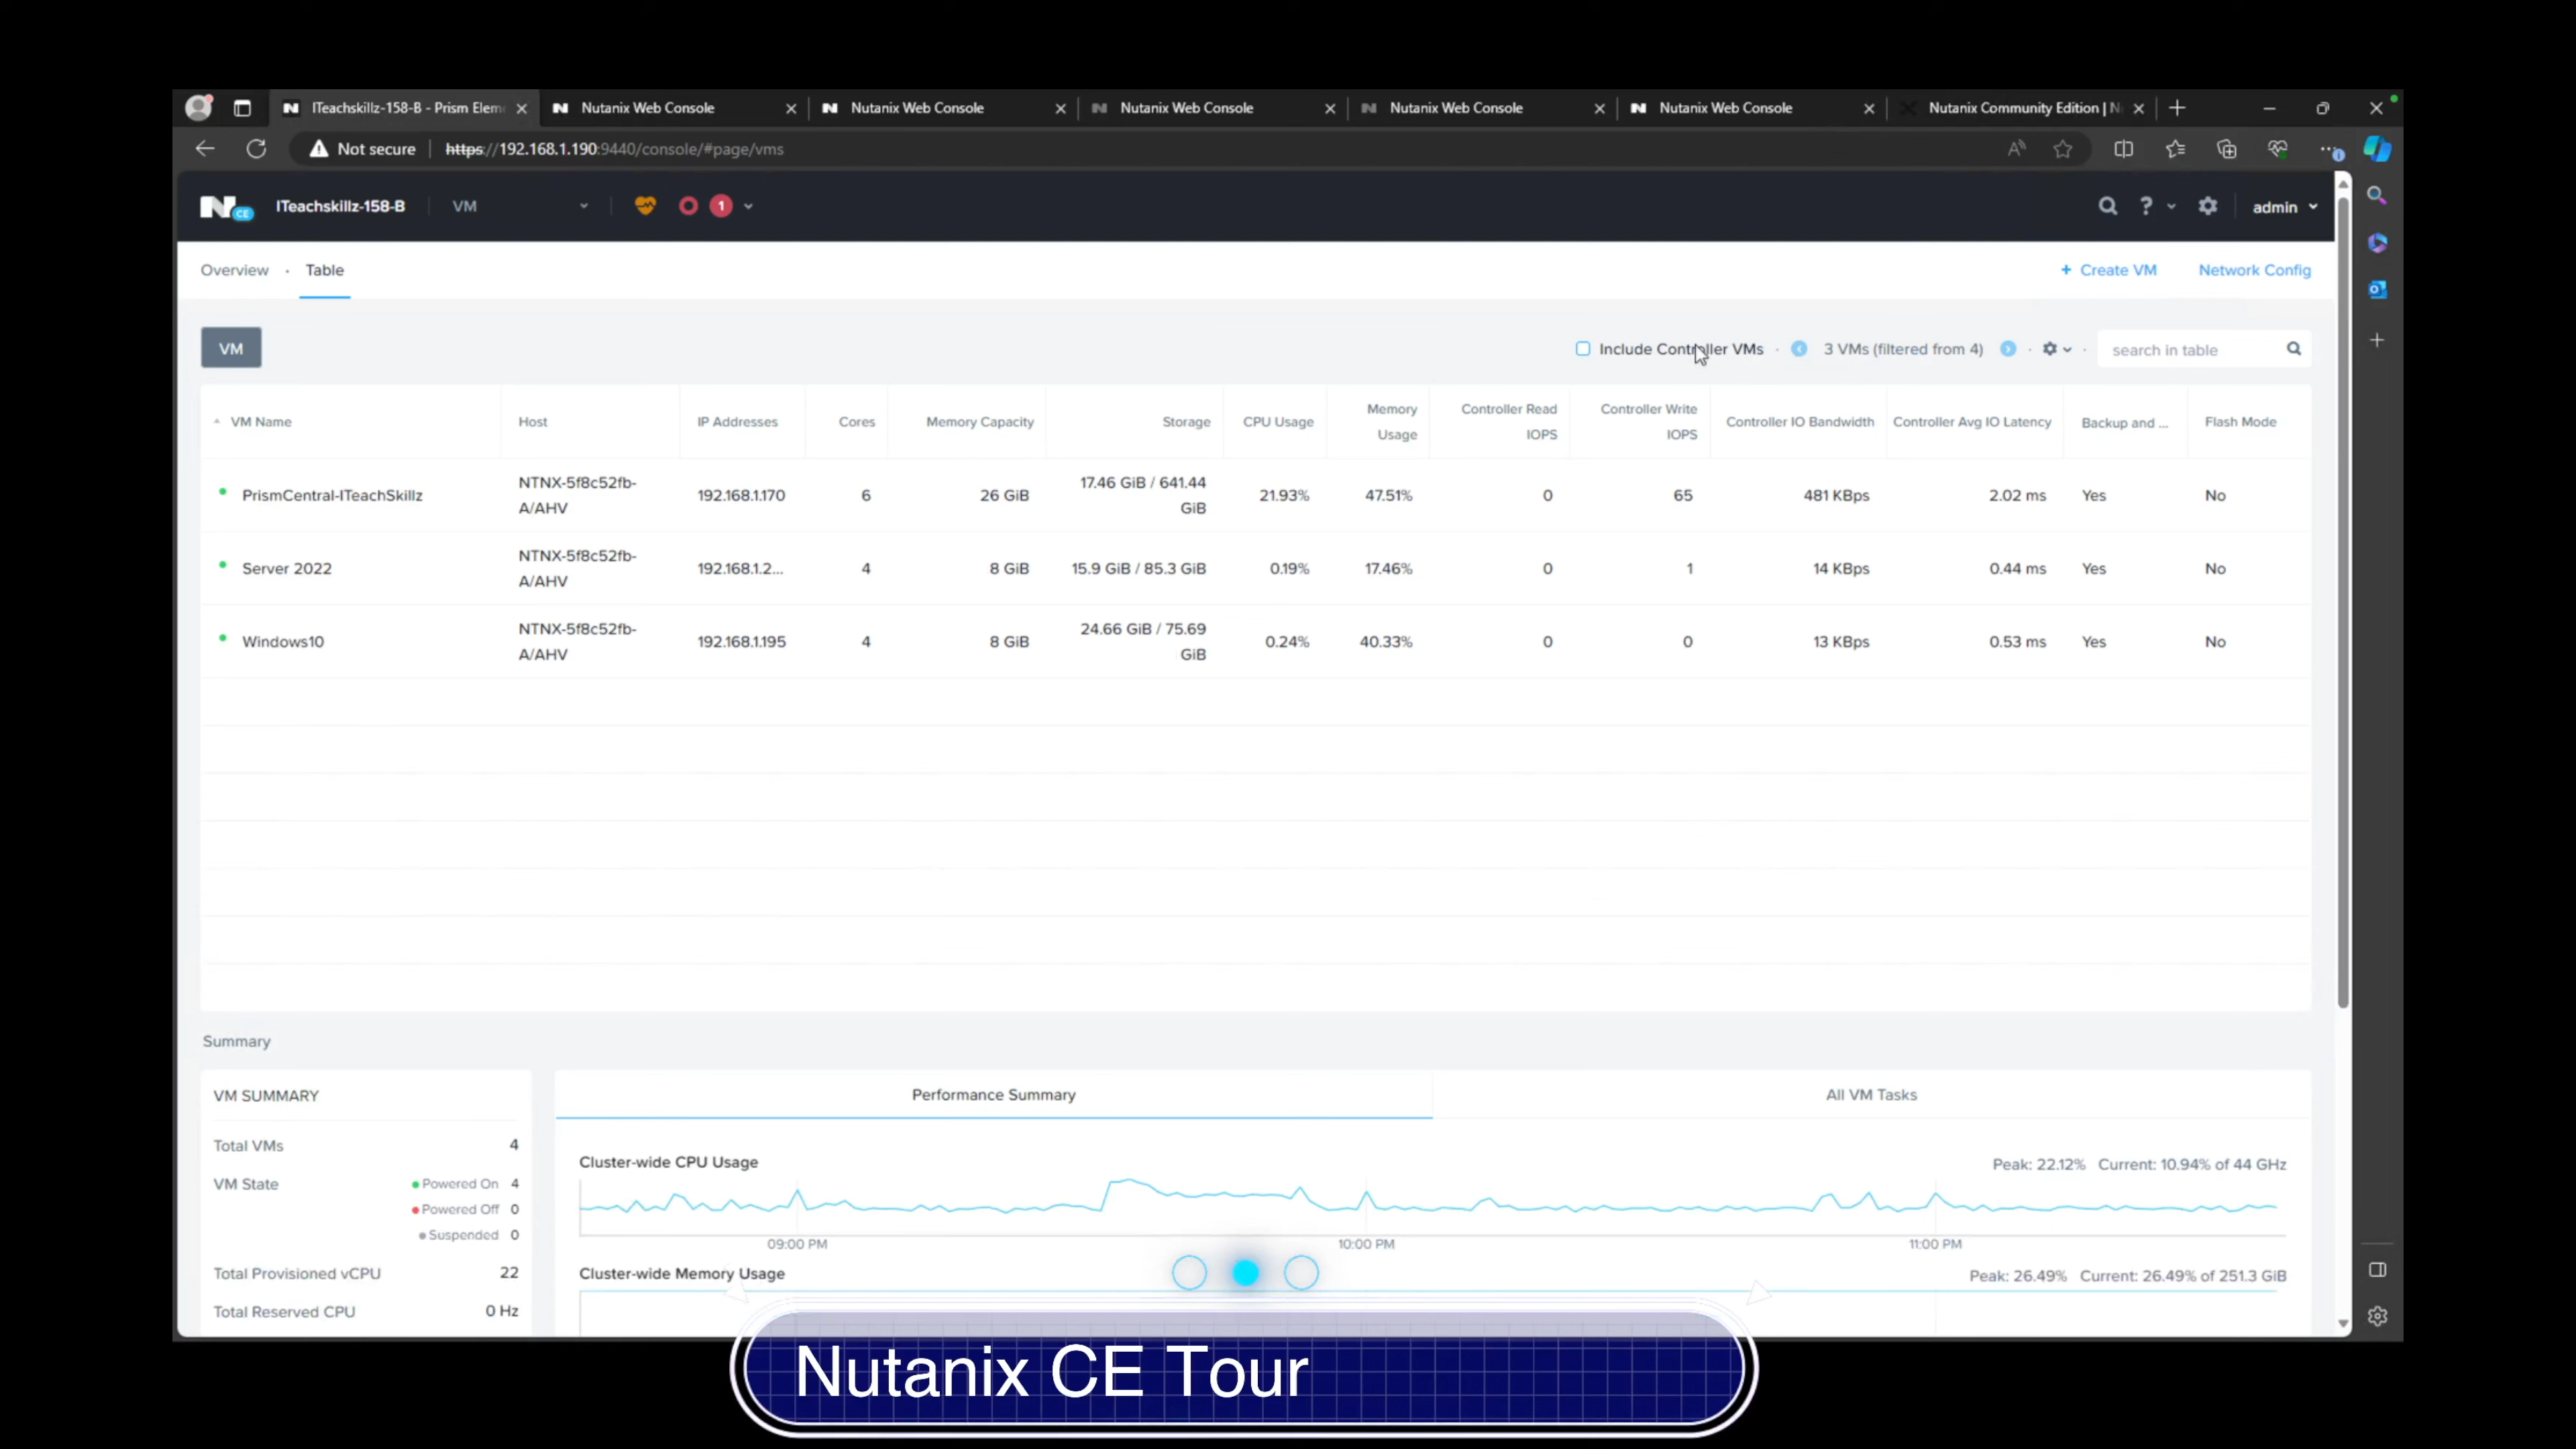 ITeachskillz-158-B - Prism Elem
Nutanix Web Console
Nutanix Web Console
Nutanix Web Console
Nutanix Web Console
Nutanix Web Console
Nutanix Community Edition | N
Not secure
https://192.168.1.190:9440/console/#page/vms
N CE
ITeachskillz-158-B
VM
1
?
admin
Overview
Table
+ Create VM
Network Config
VM
Include Controller VMs
3 VMs (filtered from 4)
search in table
VM Name Host IP Addresses Cores Memory Capacity Storage CPU Usage Memory Usage Controller Read IOPS Controller Write IOPS Controller IO Bandwidth Controller Avg IO Latency Backup and ... Flash Mode
PrismCentral-ITeachSkillz NTNX-5f8c52fb-A/AHV 192.168.1.170 6 26 GiB 17.46 GiB / 641.44 GiB 21.93% 47.51% 0 65 481 KBps 2.02 ms Yes No
Server 2022 NTNX-5f8c52fb-A/AHV 192.168.1.2... 4 8 GiB 15.9 GiB / 85.3 GiB 0.19% 17.46% 0 1 14 KBps 0.44 ms Yes No
Windows10 NTNX-5f8c52fb-A/AHV 192.168.1.195 4 8 GiB 24.66 GiB / 75.69 GiB 0.24% 40.33% 0 0 13 KBps 0.53 ms Yes No
Summary
VM SUMMARY
Total VMs 4
VM State Powered On 4
Powered Off 0
Suspended 0
Total Provisioned vCPU 22
Total Reserved CPU 0 Hz
Performance Summary
All VM Tasks
Cluster-wide CPU Usage
Peak: 22.12% Current: 10.94% of 44 GHz
09:00 PM 10:00 PM 11:00 PM
Cluster-wide Memory Usage
Peak: 26.49% Current: 26.49% of 251.3 GiB
Nutanix CE Tour